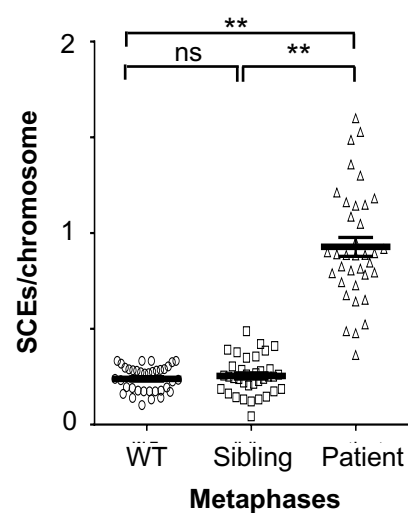 **
ns **
2
1
0
SCEs/chromosome
WT Sibling Patient
Metaphases